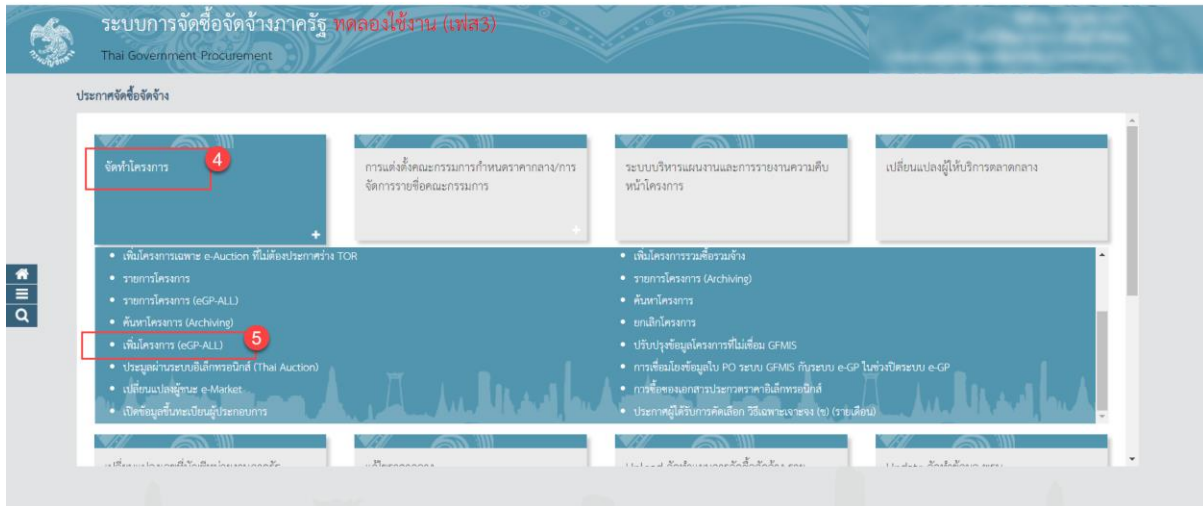 ระบบการจัดซื้อจัดจ้างภาครัฐ ทดลองใช้งาน (เฟส3)
Thai Government Procurement
ประกาศจัดซื้อจัดจ้าง
จัดทำโครงการ
4
การแต่งตั้งคณะกรรมการกำหนดราคากลาง/การ
จัดการรายชื่อคณะกรรมการ
ระบบบริหารแผนงานและการรายงานความคืบ
หน้าโครงการ
เปลี่ยนแปลงผู้ให้บริการตลาดกลาง
เพิ่มโครงการเฉพาะ e-Auction ที่ไม่ต้องประกาศร่าง TOR
รายการโครงการ
รายการโครงการ (eGP-ALL)
ค้นหาโครงการ (Archiving)
เพิ่มโครงการ (eGP-ALL)
5
ประมูลผ่านระบบอิเล็กทรอนิกส์ (Thai Auction)
เปลี่ยนแปลงผู้ชนะ e-Market
เปิดข้อมูลขึ้นทะเบียนผู้ประกอบการ
เพิ่มโครงการรวมซื้อรวมจ้าง
รายการโครงการ (Archiving)
ค้นหาโครงการ
ยกเลิกโครงการ
ปรับปรุงข้อมูลโครงการที่ไม่เชื่อม GFMIS
การเชื่อมโยงข้อมูลใบ PO ระบบ GFMIS กับระบบ e-GP ในช่วงปิดระบบ e-GP
การซื้อซองเอกสารประกวดราคาอิเล็กทรอนิกส์
ประกาศผู้ได้รับการคัดเลือก วิธีเฉพาะเจาะจง (ข) (รายเดือน)